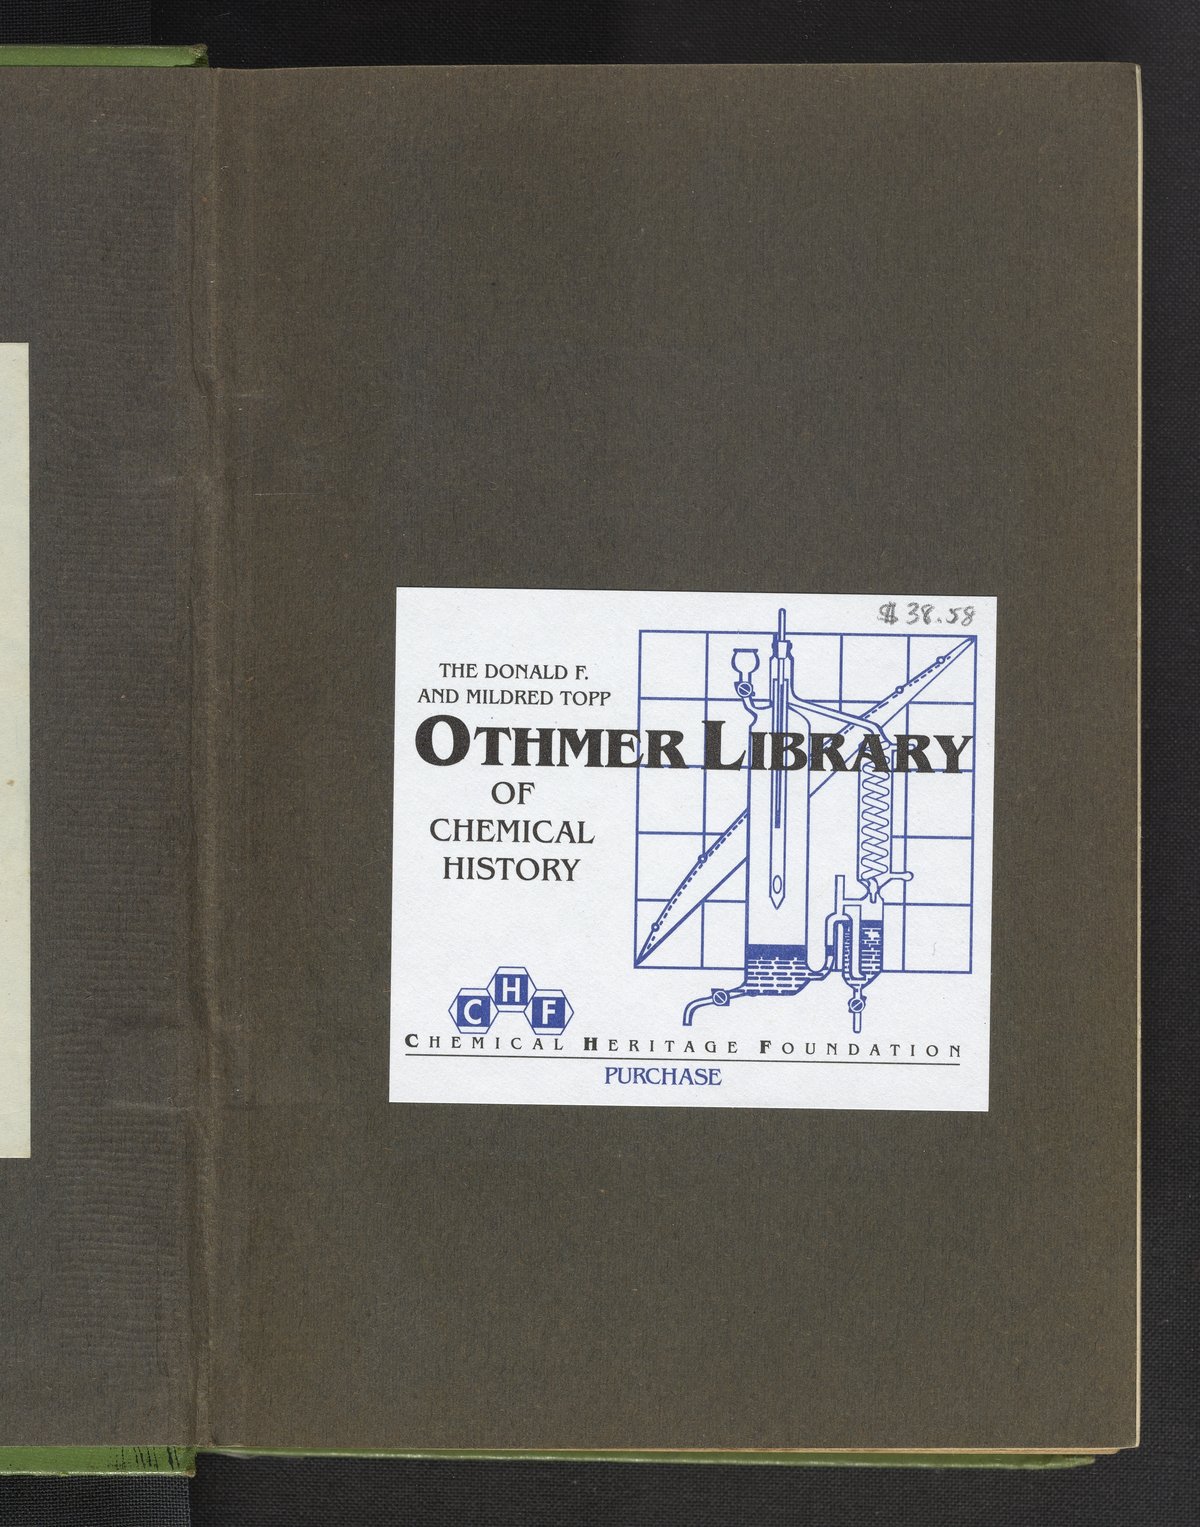 $38.58
THE DONALD F.
AND MILDRED TOPP
OTHMER LIBRARY
OF
CHEMICAL
HISTORY
CHF
CHEMICAL HERITAGE FOUNDATION
PURCHASE